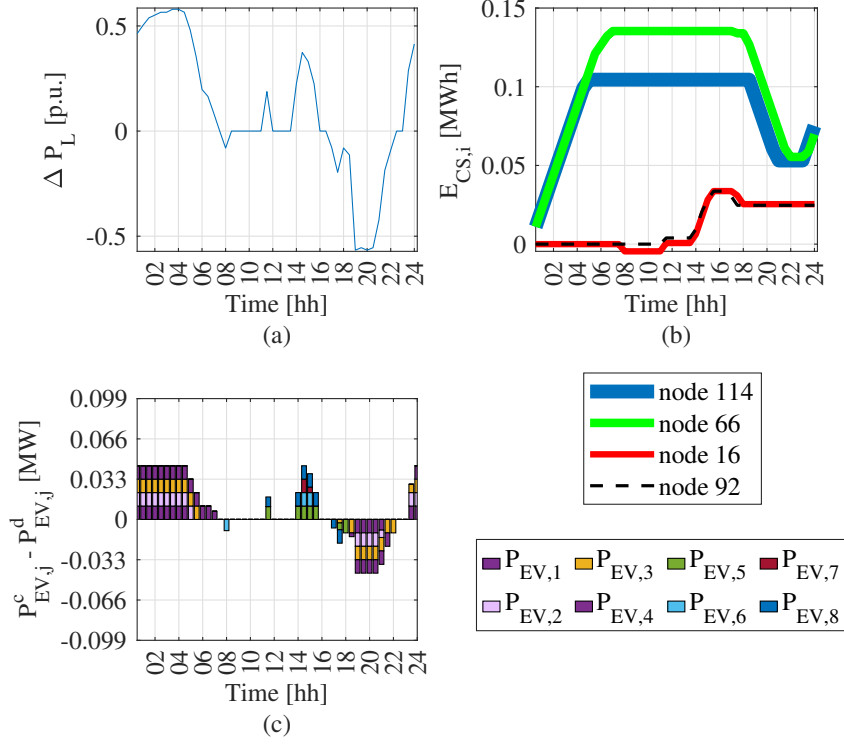 0.5
0
-0.5
Δ P_L [p.u.]
02 04 06 08 10 12 14 16 18 20 22 24
Time [hh]
(a)
0.15
0.1
0.05
0
E_CS,i [MWh]
02 04 06 08 10 12 14 16 18 20 22 24
Time [hh]
(b)
0.099
0.066
0.033
0
-0.033
-0.066
-0.099
P^c_EV,j - P^d_EV,j [MW]
02 04 06 08 10 12 14 16 18 20 22 24
Time [hh]
(c)
node 114
node 66
node 16
node 92
P_EV,1 P_EV,3 P_EV,5 P_EV,7
P_EV,2 P_EV,4 P_EV,6 P_EV,8